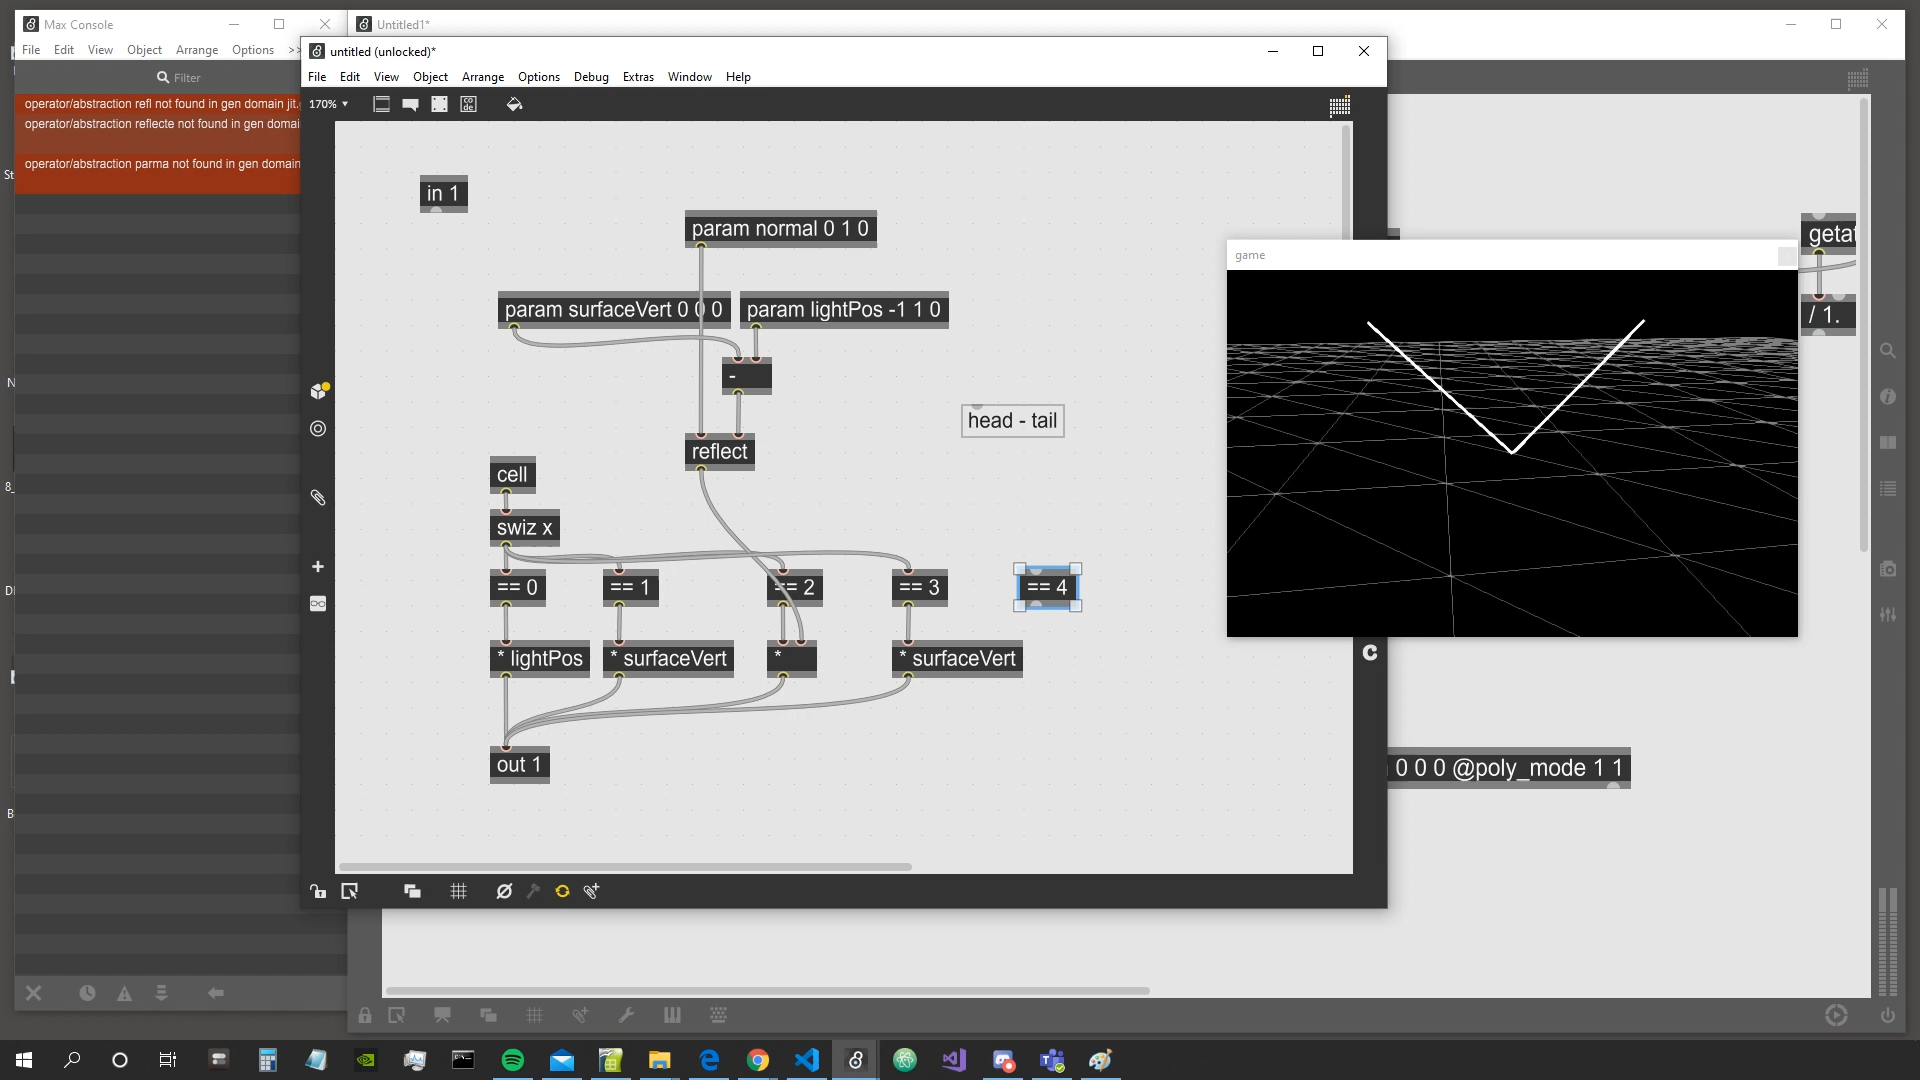 Max Console
File Edit View Object Arrange Options >>
Filter
operator/abstraction refl not found in gen domain jit.
operator/abstraction reflecte not found in gen domai
operator/abstraction parma not found in gen domain
Untitled1*
untitled (unlocked)*
File Edit View Object Arrange Options Debug Extras Window Help
170%
code
in 1
param normal 0 1 0
param surfaceVert 0 0 0
param lightPos -1 1 0
-
head - tail
reflect
cell
swiz x
== 0
== 1
== 2
== 3
== 4
* lightPos
* surfaceVert
*
* surfaceVert
out 1
game
getat
/ 1.
0 0 0 @poly_mode 1 1
C
St
N
8_
DI
B